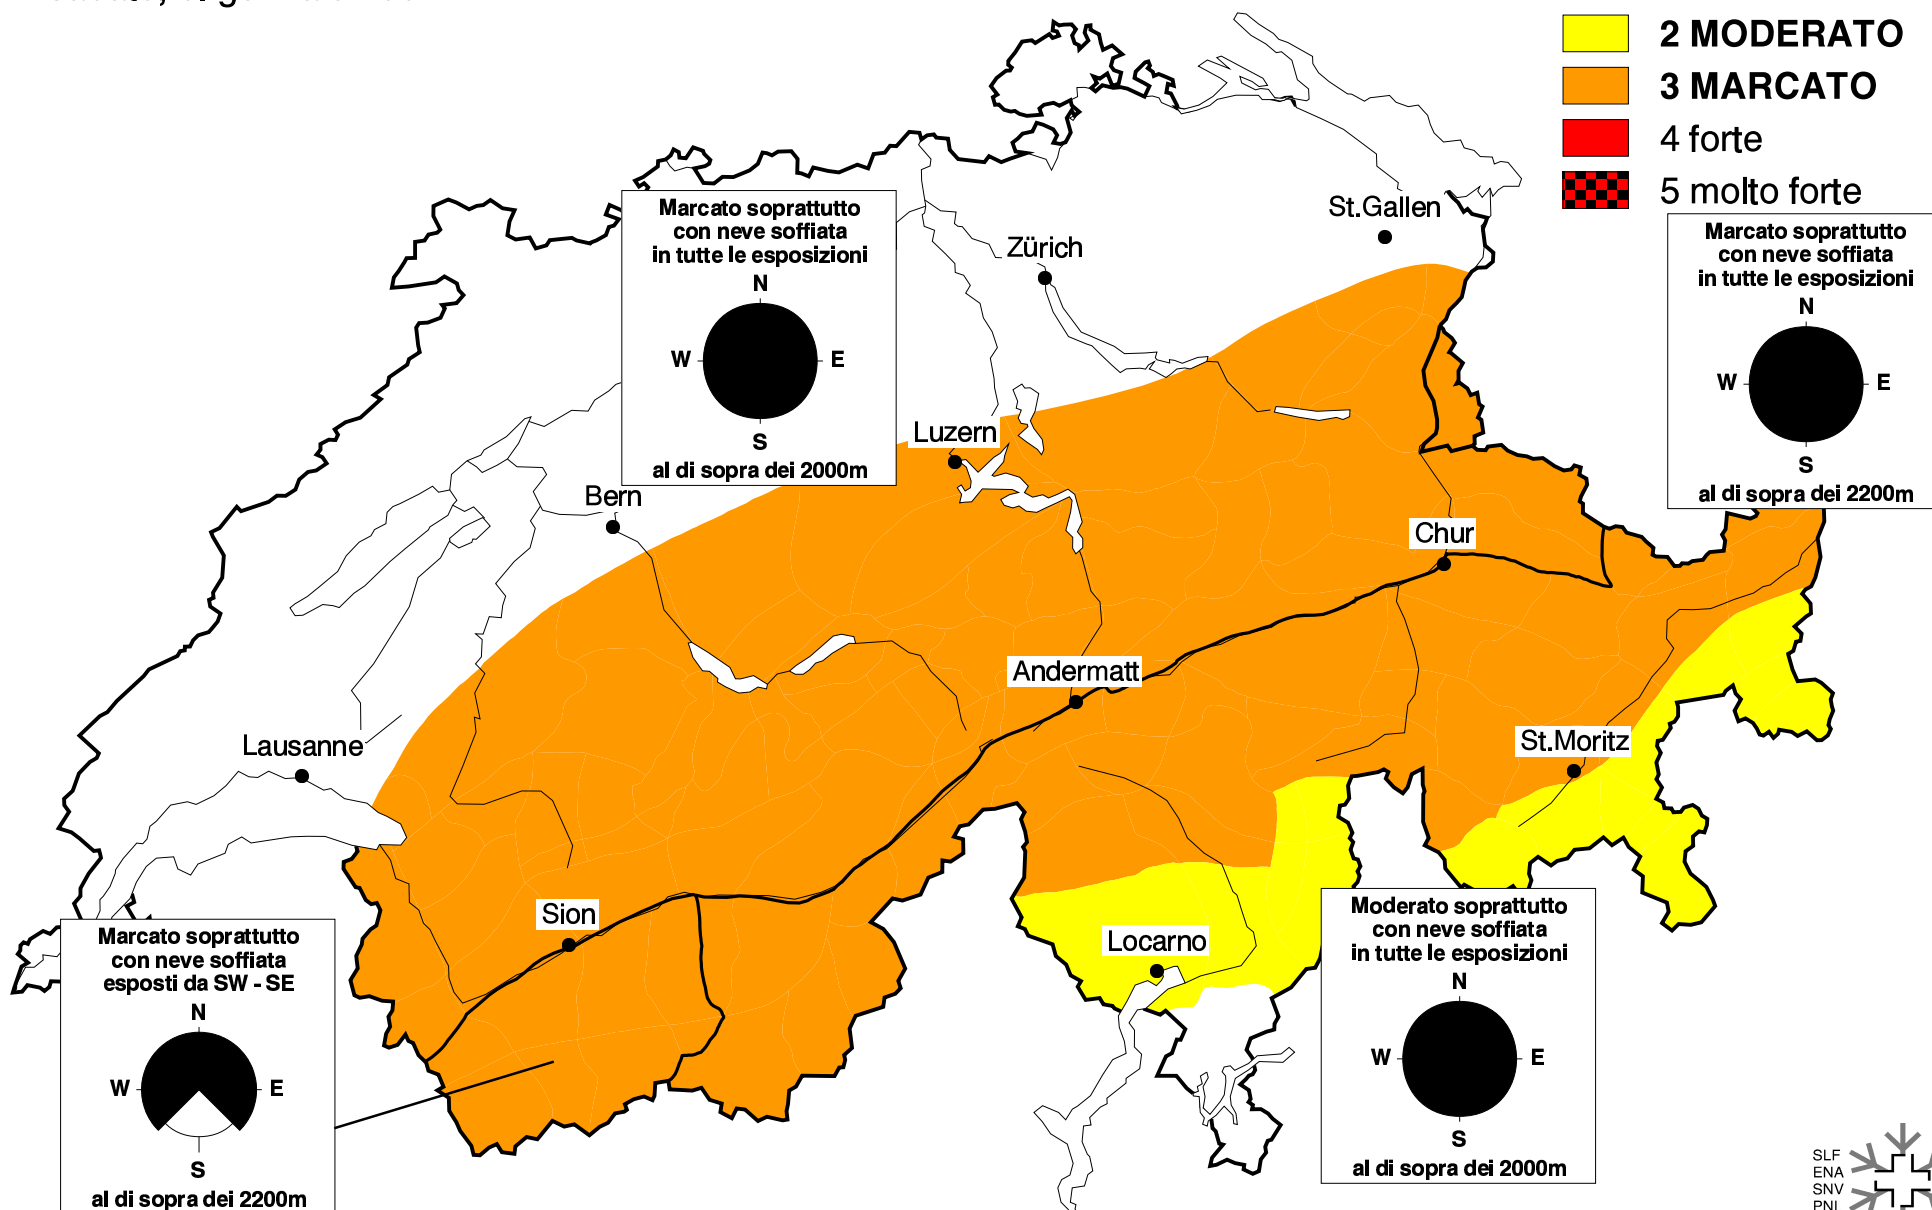 2 MODERATO
3 MARCATO
4 forte
5 molto forte
Marcato soprattutto
con neve soffiata
in tutte le esposizioni
N
W
E
S
al di sopra dei 2000m
Marcato soprattutto
con neve soffiata
in tutte le esposizioni
N
W
E
S
al di sopra dei 2200m
St.Gallen
Zürich
Luzern
Bern
Chur
Andermatt
Lausanne
St.Moritz
Sion
Locarno
Marcato soprattutto
con neve soffiata
esposti da SW - SE
N
W
E
S
al di sopra dei 2200m
Moderato soprattutto
con neve soffiata
in tutte le esposizioni
N
W
E
S
al di sopra dei 2000m
SLF
ENA
SNV